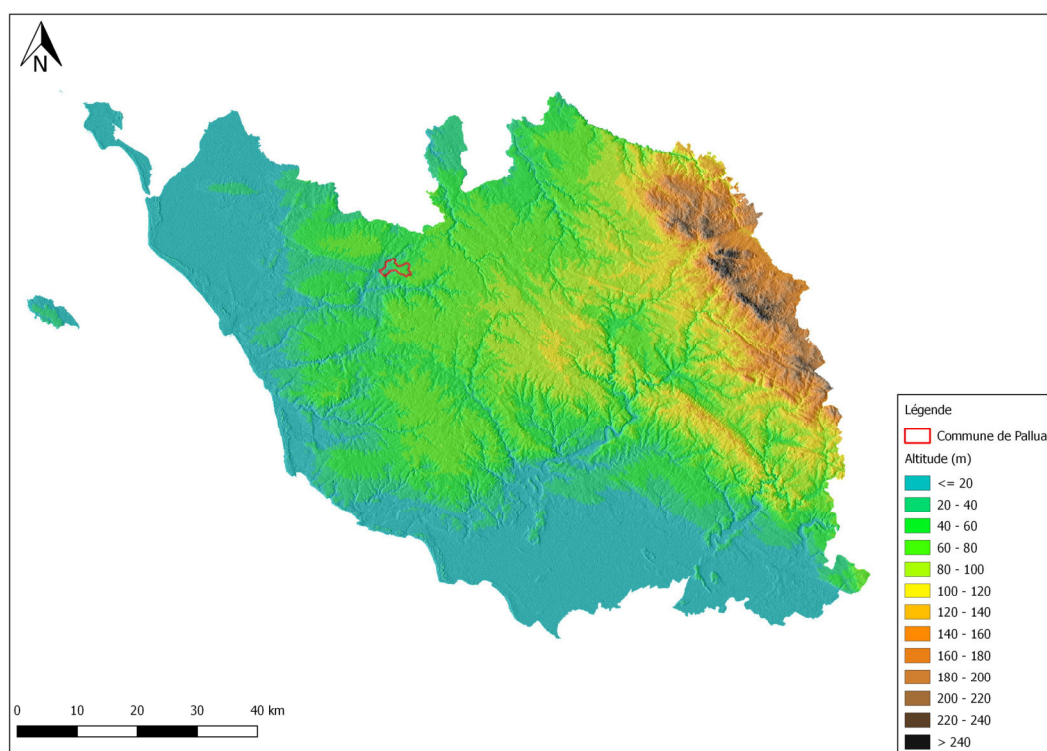 N
Légende
Commune de Pallua
Altitude (m)
<= 20
20 - 40
40 - 60
60 - 80
80 - 100
100 - 120
120 - 140
140 - 160
160 - 180
180 - 200
200 - 220
220 - 240
> 240
0 10 20 30 40 km